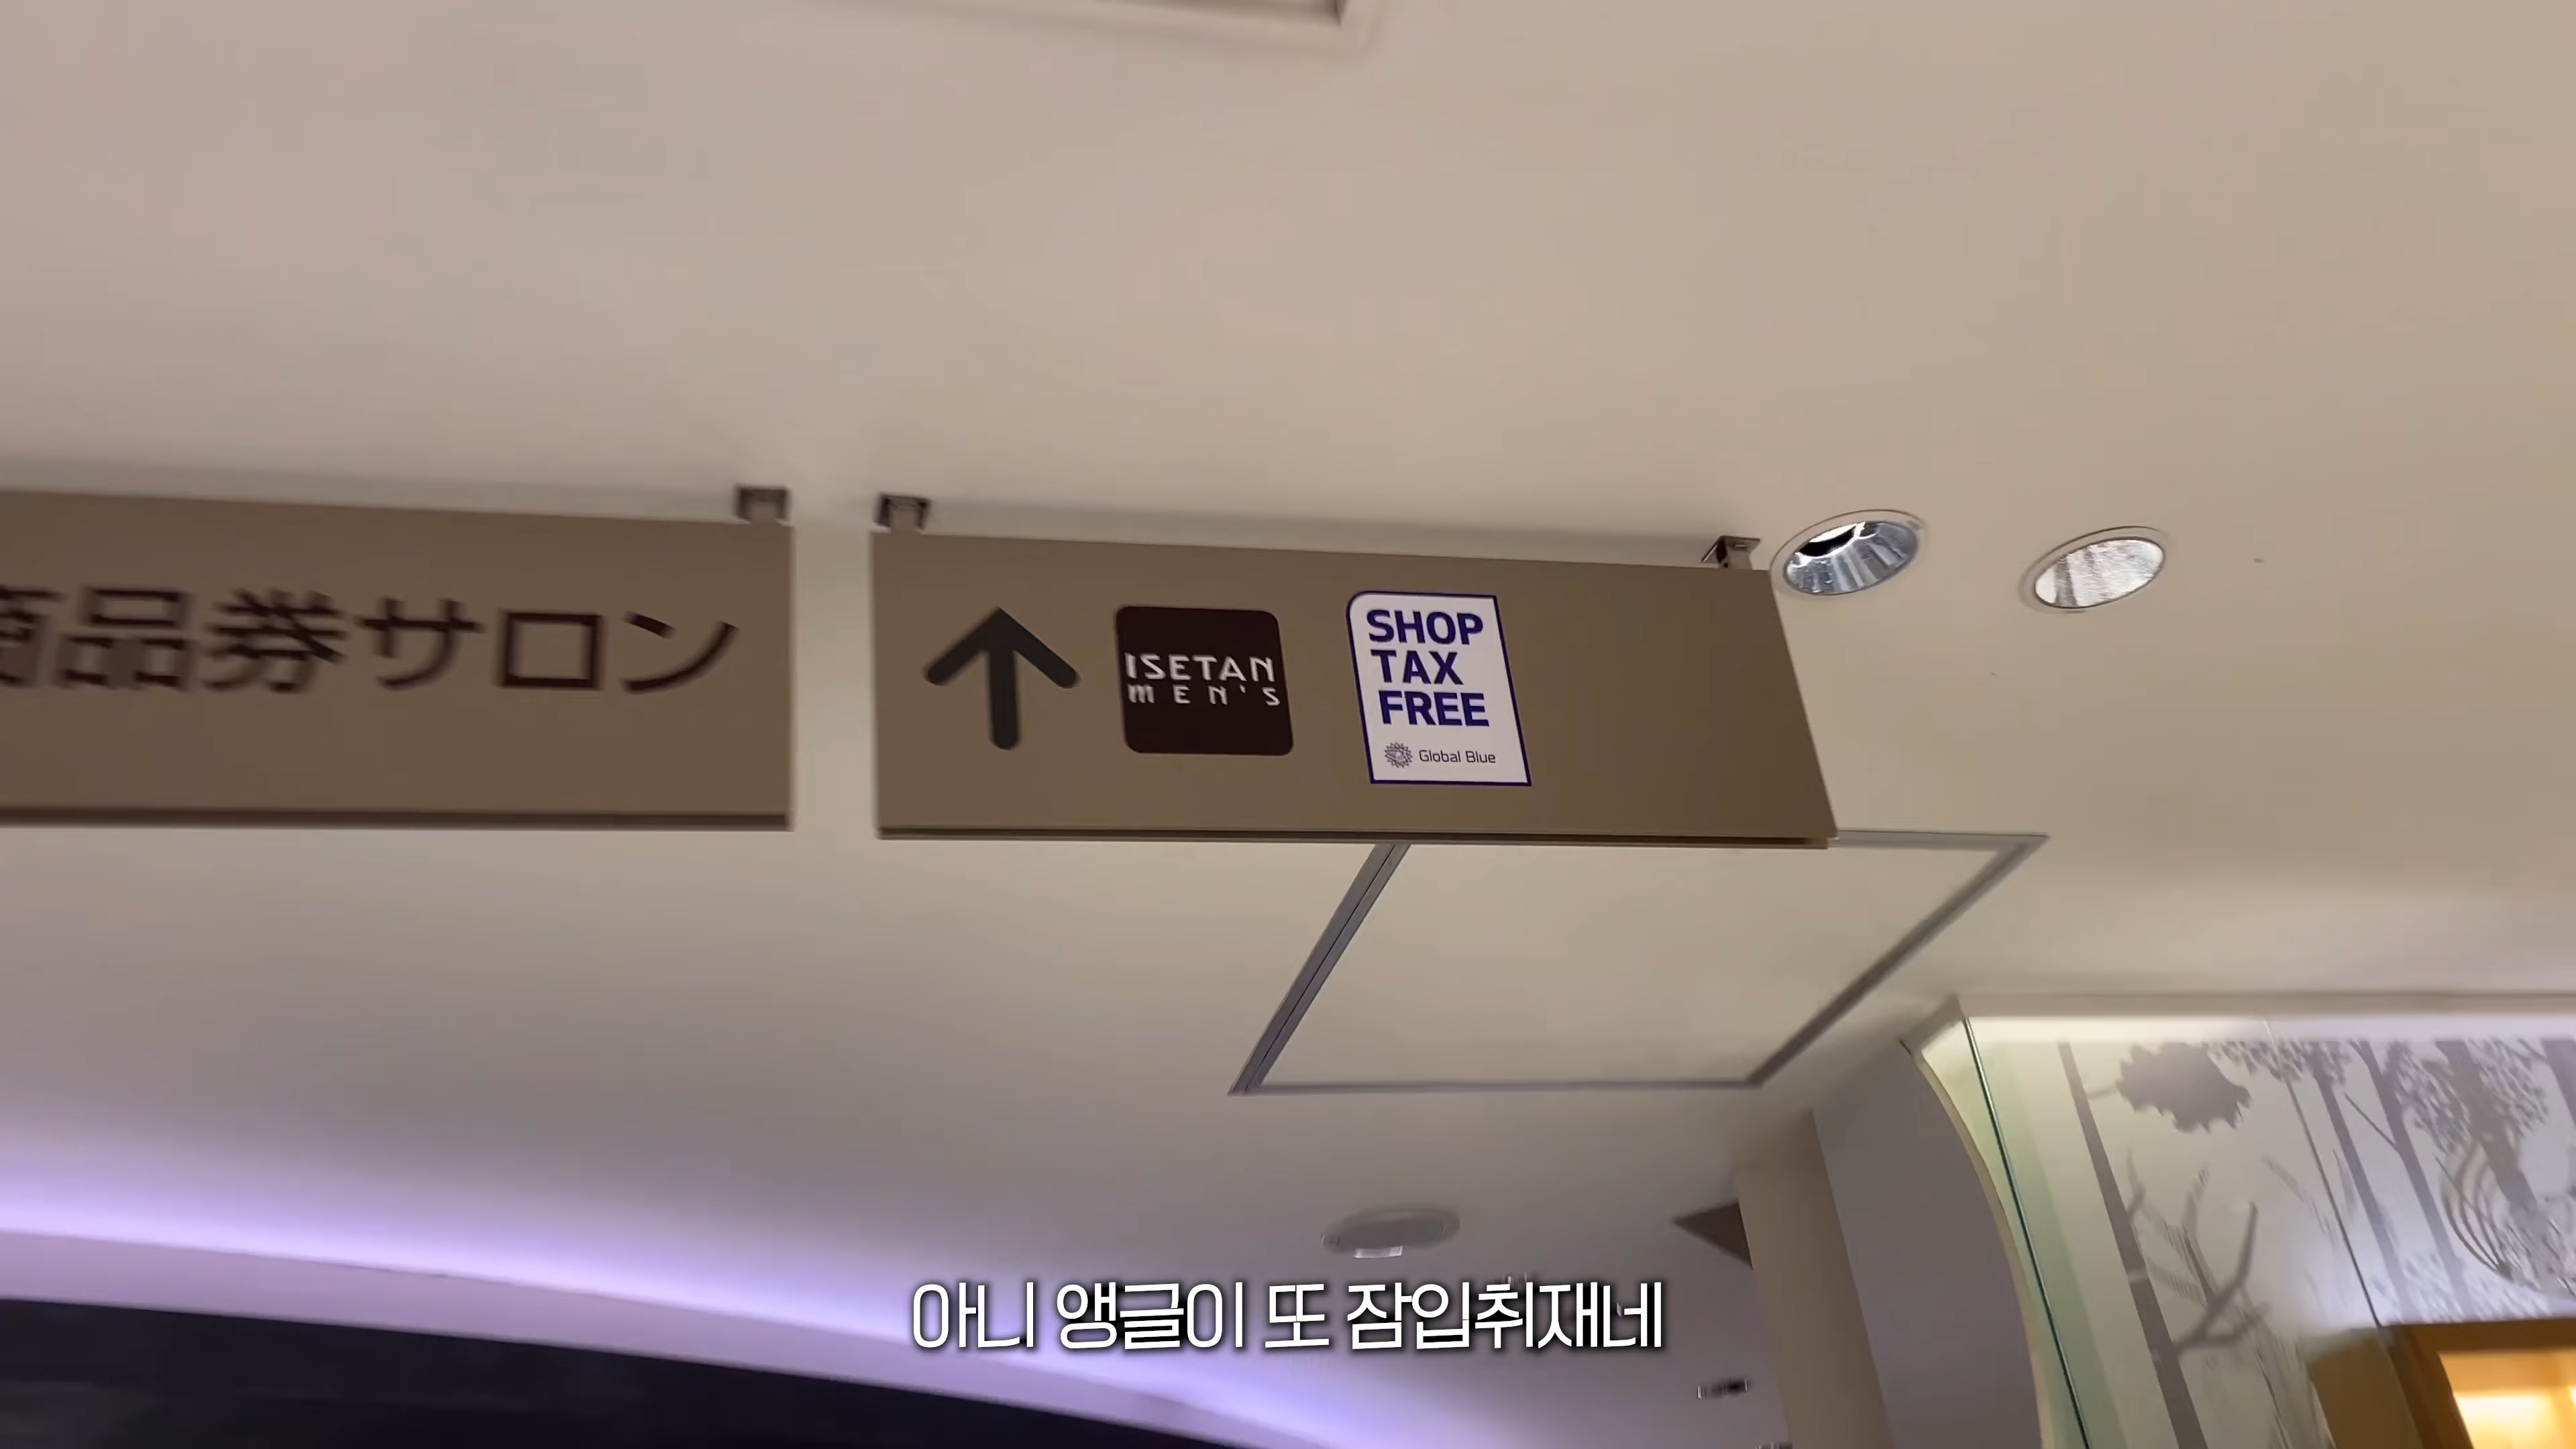 商品券サロン
ISETAN
MEN'S
SHOP
TAX
FREE
Global Blue
아니 앵글이 또 잠입취재네